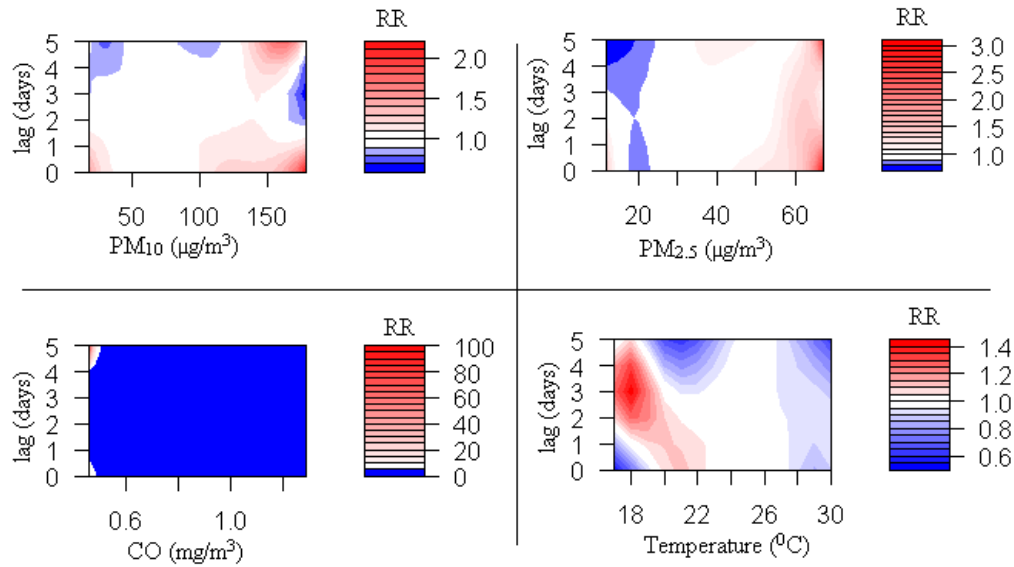 RR
5
4
3
2
1
0
lag (days)
2.0
1.5
1.0
50 100 150
PM10 (µg/m³)
RR
5
4
3
2
1
0
lag (days)
3.0
2.5
2.0
1.5
1.0
20 40 60
PM2.5 (µg/m³)
RR
5
4
3
2
1
0
lag (days)
100
80
60
40
20
0
0.6 1.0
CO (mg/m³)
RR
5
4
3
2
1
0
lag (days)
1.4
1.2
1.0
0.8
0.6
18 22 26 30
Temperature (⁰C)